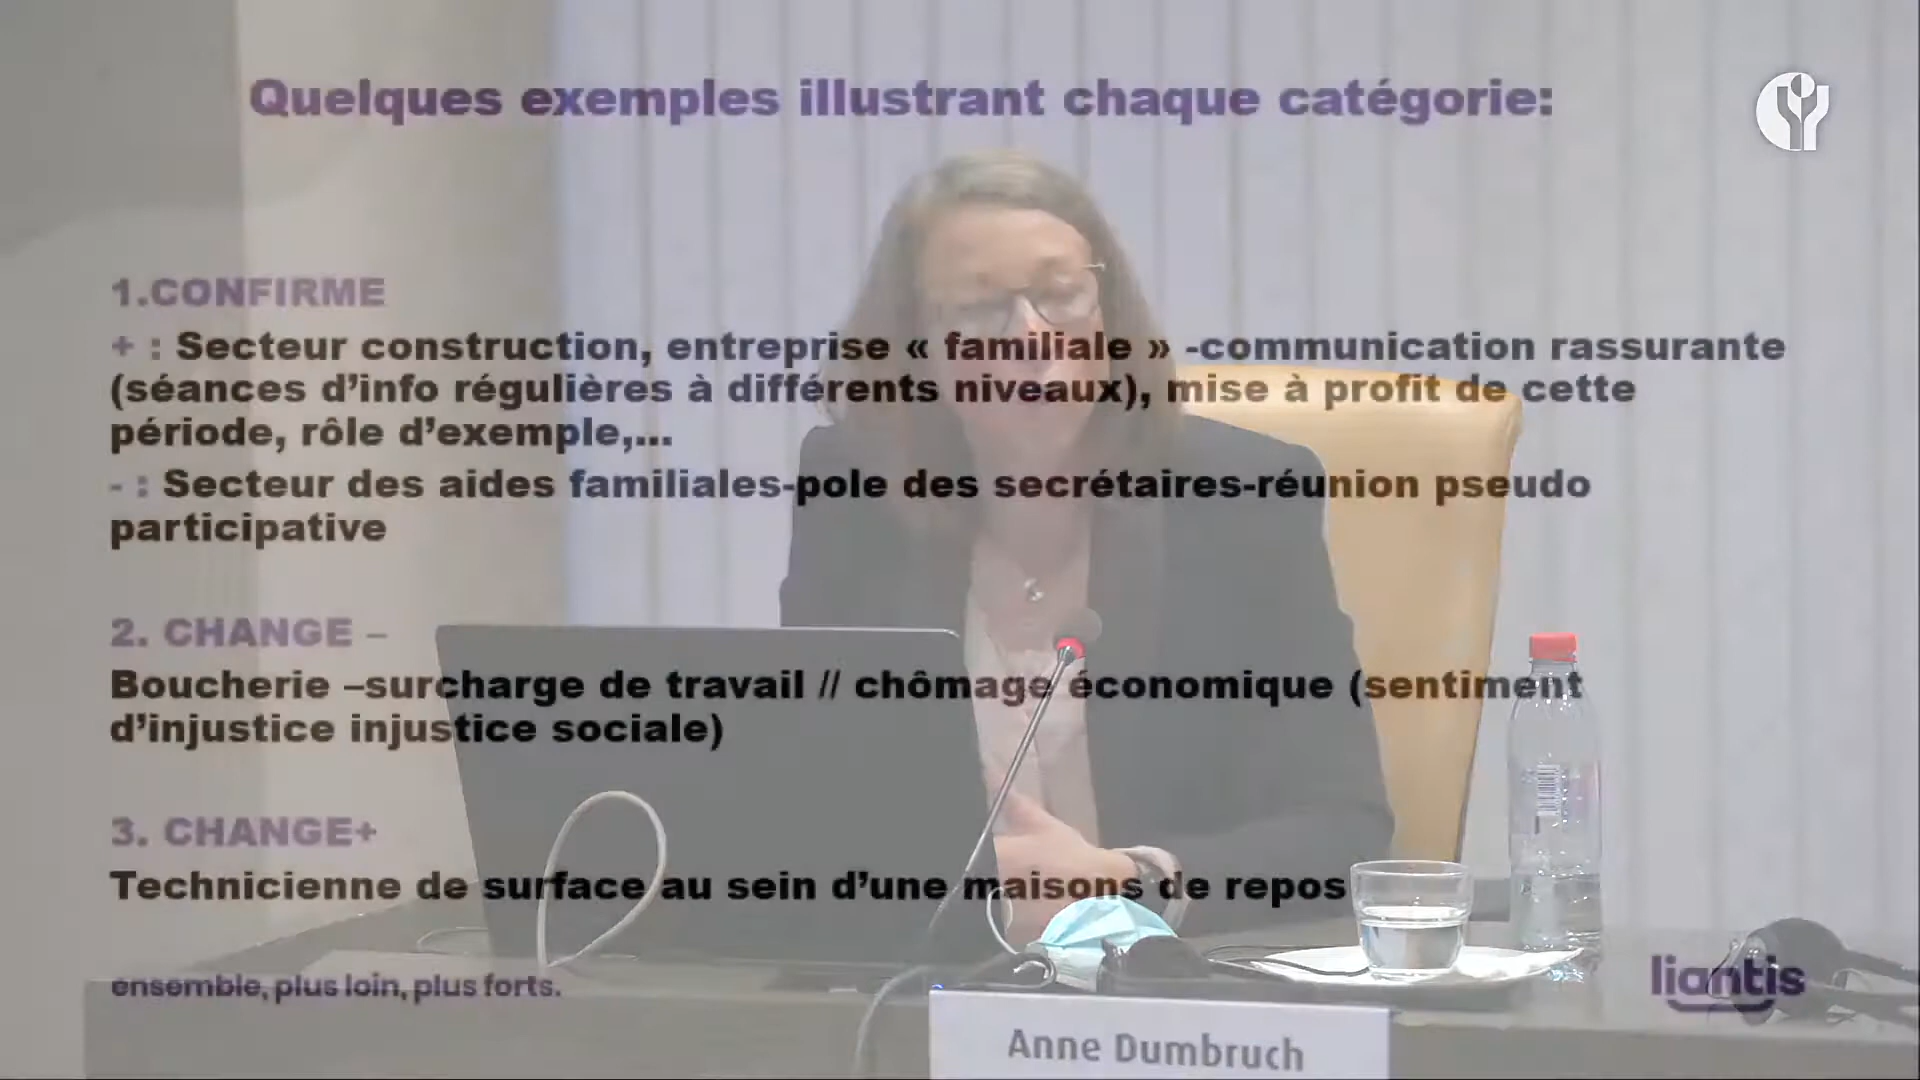 Quelques exemples illustrant chaque catégorie:
1.CONFIRME
+ : Secteur construction, entreprise « familiale » -communication rassurante
(séances d’info régulières à différents niveaux), mise à profit de cette
période, rôle d’exemple,...
- : Secteur des aides familiales-pole des secrétaires-réunion pseudo
participative
2. CHANGE –
Boucherie –surcharge de travail // chômage économique (sentiment
d’injustice injustice sociale)
3. CHANGE+
Technicienne de surface au sein d’une maisons de repos
ensemble, plus loin, plus forts.
liantis
Anne Dumbruch